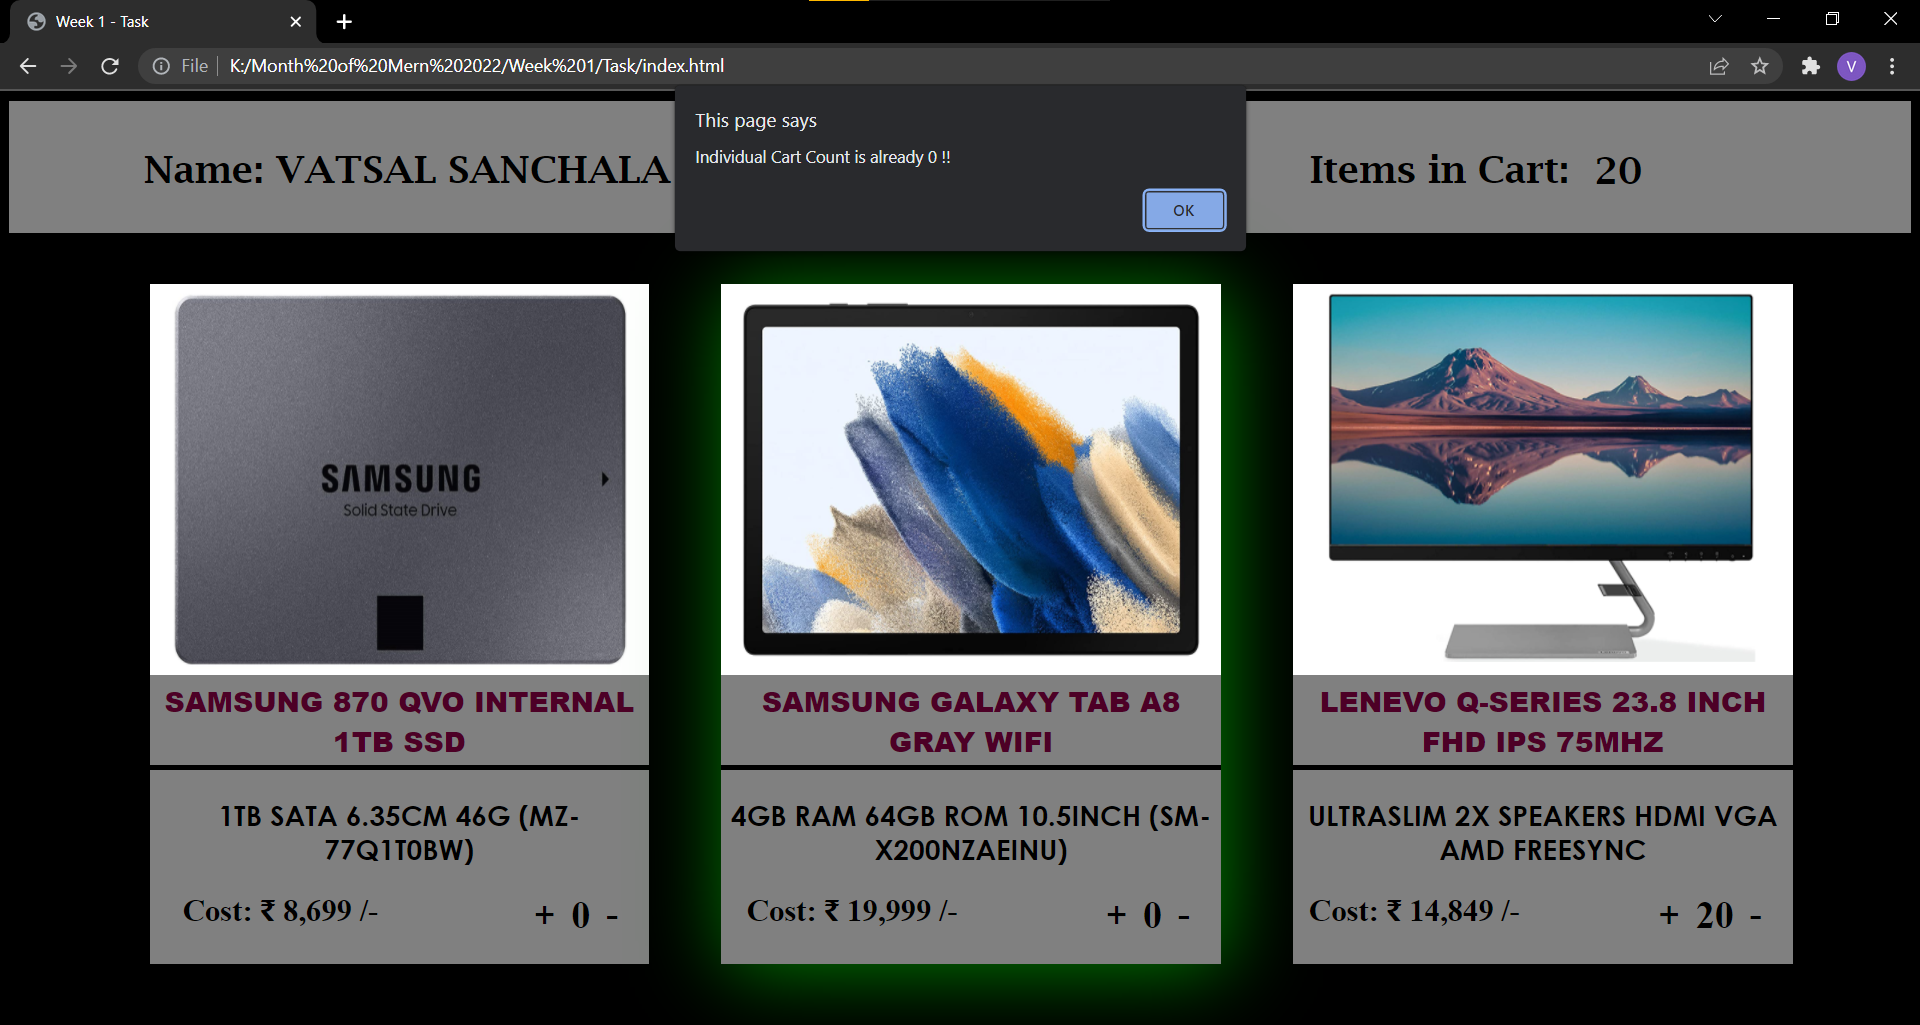 Week 1 - Task
File
K:/Month%20of%20Mern%202022/Week%201/Task/index.html
V
This page says
Individual Cart Count is already 0 !!
OK
Name: VATSAL SANCHALA
Items in Cart: 20
SAMSUNG
Solid State Drive
SAMSUNG 870 QVO INTERNAL
1TB SSD
1TB SATA 6.35CM 46G (MZ-
77Q1T0BW)
Cost: ₹ 8,699 /-
+ 0 -
SAMSUNG GALAXY TAB A8
GRAY WIFI
4GB RAM 64GB ROM 10.5INCH (SM-
X200NZAEINU)
Cost: ₹ 19,999 /-
+ 0 -
LENEVO Q-SERIES 23.8 INCH
FHD IPS 75MHZ
ULTRASLIM 2X SPEAKERS HDMI VGA
AMD FREESYNC
Cost: ₹ 14,849 /-
+ 20 -